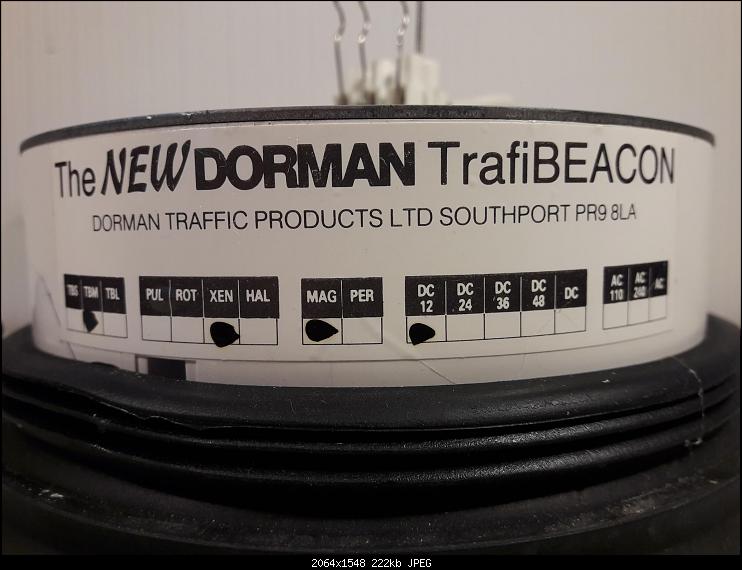 The NEW DORMAN TrafiBEACON
DORMAN TRAFFIC PRODUCTS LTD SOUTHPORT PR9 8LA
TBS TBM TBL PUL ROT XEN HAL MAG PER DC 12 DC 24 DC 36 DC 48 DC AC 110 AC 240 AC
2064x1548 222kb JPEG